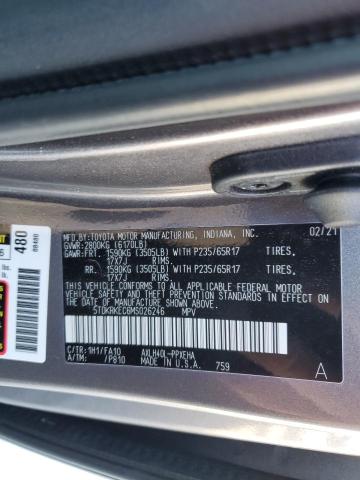 MFD.BY:TOYOTA MOTOR MANUFACTURING, INDIANA, INC. 02/21
GVWR:2800KG (6170LB)
GAWR:FRT. 1590KG (3505LB) WITH P235/65R17 TIRES,
17X7J RIMS,
RR. 1590KG (3505LB) WITH P235/65R17 TIRES,
17X7J RIMS,
THIS VEHICLE CONFORMS TO ALL APPLICABLE FEDERAL MOTOR
VEHICLE SAFETY AND
THEFT PREVENTION STANDARDS IN EFFECT ON THE DATE OF
MANUFACTURE SHOWN ABOVE.
5TDKRKEC6MS026246 MPV
C/TR:1H1/FA10 AXLH40L-PPXEHA
A/TM: /P810 MADE IN U.S.A. 759
A
480
88480
lbs.
lb.